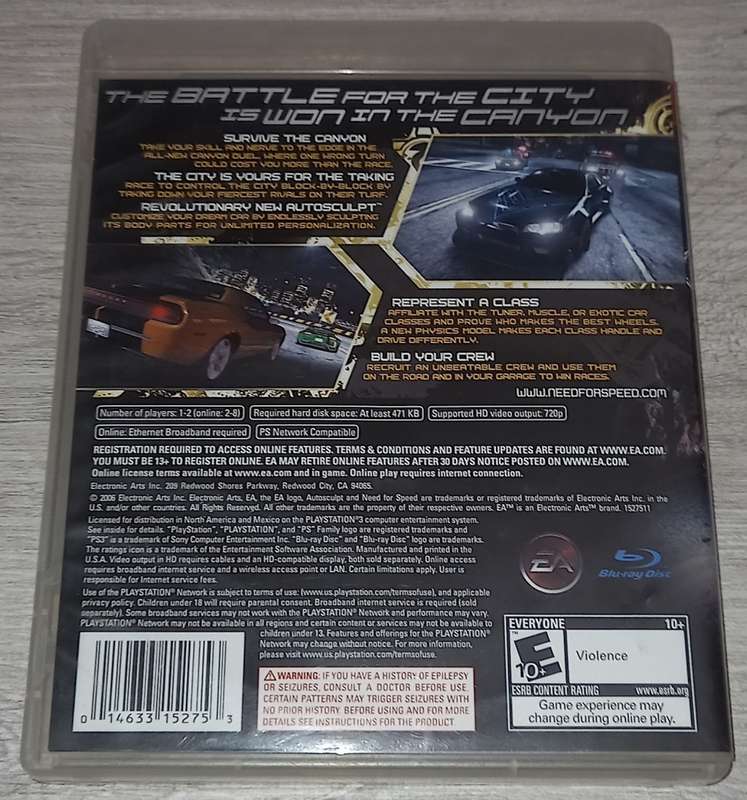 THE BATTLE FOR THE CITY
IS WON IN THE CANYON
SURVIVE THE CANYON
TAKE YOUR SKILL AND NERVE TO THE EDGE IN THE
ALL-NEW CANYON DUEL, WHERE ONE WRONG TURN
COULD COST YOU MORE THAN THE RACE.
THE CITY IS YOURS FOR THE TAKING
RACE TO CONTROL THE CITY BLOCK-BY-BLOCK BY
TAKING DOWN YOUR FIERCEST RIVALS ON THEIR TURF.
REVOLUTIONARY NEW AUTOSCULPT™
CUSTOMIZE YOUR DREAM CAR BY ENDLESSLY SCULPTING
ITS BODY PARTS FOR UNLIMITED PERSONALIZATION.
REPRESENT A CLASS
AFFILIATE WITH THE TUNER, MUSCLE, OR EXOTIC CAR
CLASSES AND PROVE WHO MAKES THE BEST WHEELS.
A NEW PHYSICS MODEL MAKES EACH CLASS HANDLE AND
DRIVE DIFFERENTLY.
BUILD YOUR CREW
RECRUIT AN UNBEATABLE CREW AND USE THEM
ON THE ROAD AND IN YOUR GARAGE TO WIN RACES.
WWW.NEEDFORSPEED.COM
Number of players: 1-2 (online: 2-8) Required hard disk space: At least 471 KB Supported HD video output: 720p
Online: Ethernet Broadband required PS Network Compatible
REGISTRATION REQUIRED TO ACCESS ONLINE FEATURES. TERMS & CONDITIONS AND FEATURE UPDATES ARE FOUND AT WWW.EA.COM.
YOU MUST BE 13+ TO REGISTER ONLINE. EA MAY RETIRE ONLINE FEATURES AFTER 30 DAYS NOTICE POSTED ON WWW.EA.COM.
Online license terms available at www.ea.com and in game. Online play requires internet connection.
Electronic Arts Inc. 209 Redwood Shores Parkway, Redwood City, CA 94065.
© 2006 Electronic Arts Inc. Electronic Arts, EA, the EA logo, Autosculpt and Need for Speed are trademarks or registered trademarks of Electronic Arts Inc. in the
U.S. and/or other countries. All Rights Reserved. All other trademarks are the property of their respective owners. EA™ is an Electronic Arts™ brand. 1527511
Licensed for distribution in North America and Mexico on the PLAYSTATION®3 computer entertainment system.
See inside for details. "PlayStation", "PLAYSTATION", and "PS" Family logo are registered trademarks and
"PS3" is a trademark of Sony Computer Entertainment Inc. "Blu-ray Disc" and "Blu-ray Disc" logo are trademarks.
The ratings icon is a trademark of the Entertainment Software Association. Manufactured and printed in the
U.S.A. Video output in HD requires cables and an HD-compatible display, both sold separately. Online access
requires broadband internet service and a wireless access point or LAN. Certain limitations apply. User is
responsible for Internet service fees.
Use of the PLAYSTATION® Network is subject to terms of use: (www.us.playstation.com/termsofuse), and applicable
privacy policy. Children under 18 will require parental consent. Broadband internet service is required (sold
separately). Some broadband services may not work with the PLAYSTATION® Network and performance may vary.
PLAYSTATION® Network may not be available in all regions and certain content or services may not be available to
children under 13. Features and offerings for the PLAYSTATION®
Network may change without notice. For more information,
please visit www.us.playstation.com/termsofuse.
EA
Blu-ray Disc
0 14633 15275 3
WARNING: IF YOU HAVE A HISTORY OF EPILEPSY
OR SEIZURES, CONSULT A DOCTOR BEFORE USE.
CERTAIN PATTERNS MAY TRIGGER SEIZURES WITH
NO PRIOR HISTORY. BEFORE USING AND FOR MORE
DETAILS SEE INSTRUCTIONS FOR THE PRODUCT
EVERYONE 10+
E
10+
Violence
ESRB CONTENT RATING www.esrb.org
Game experience may
change during online play.